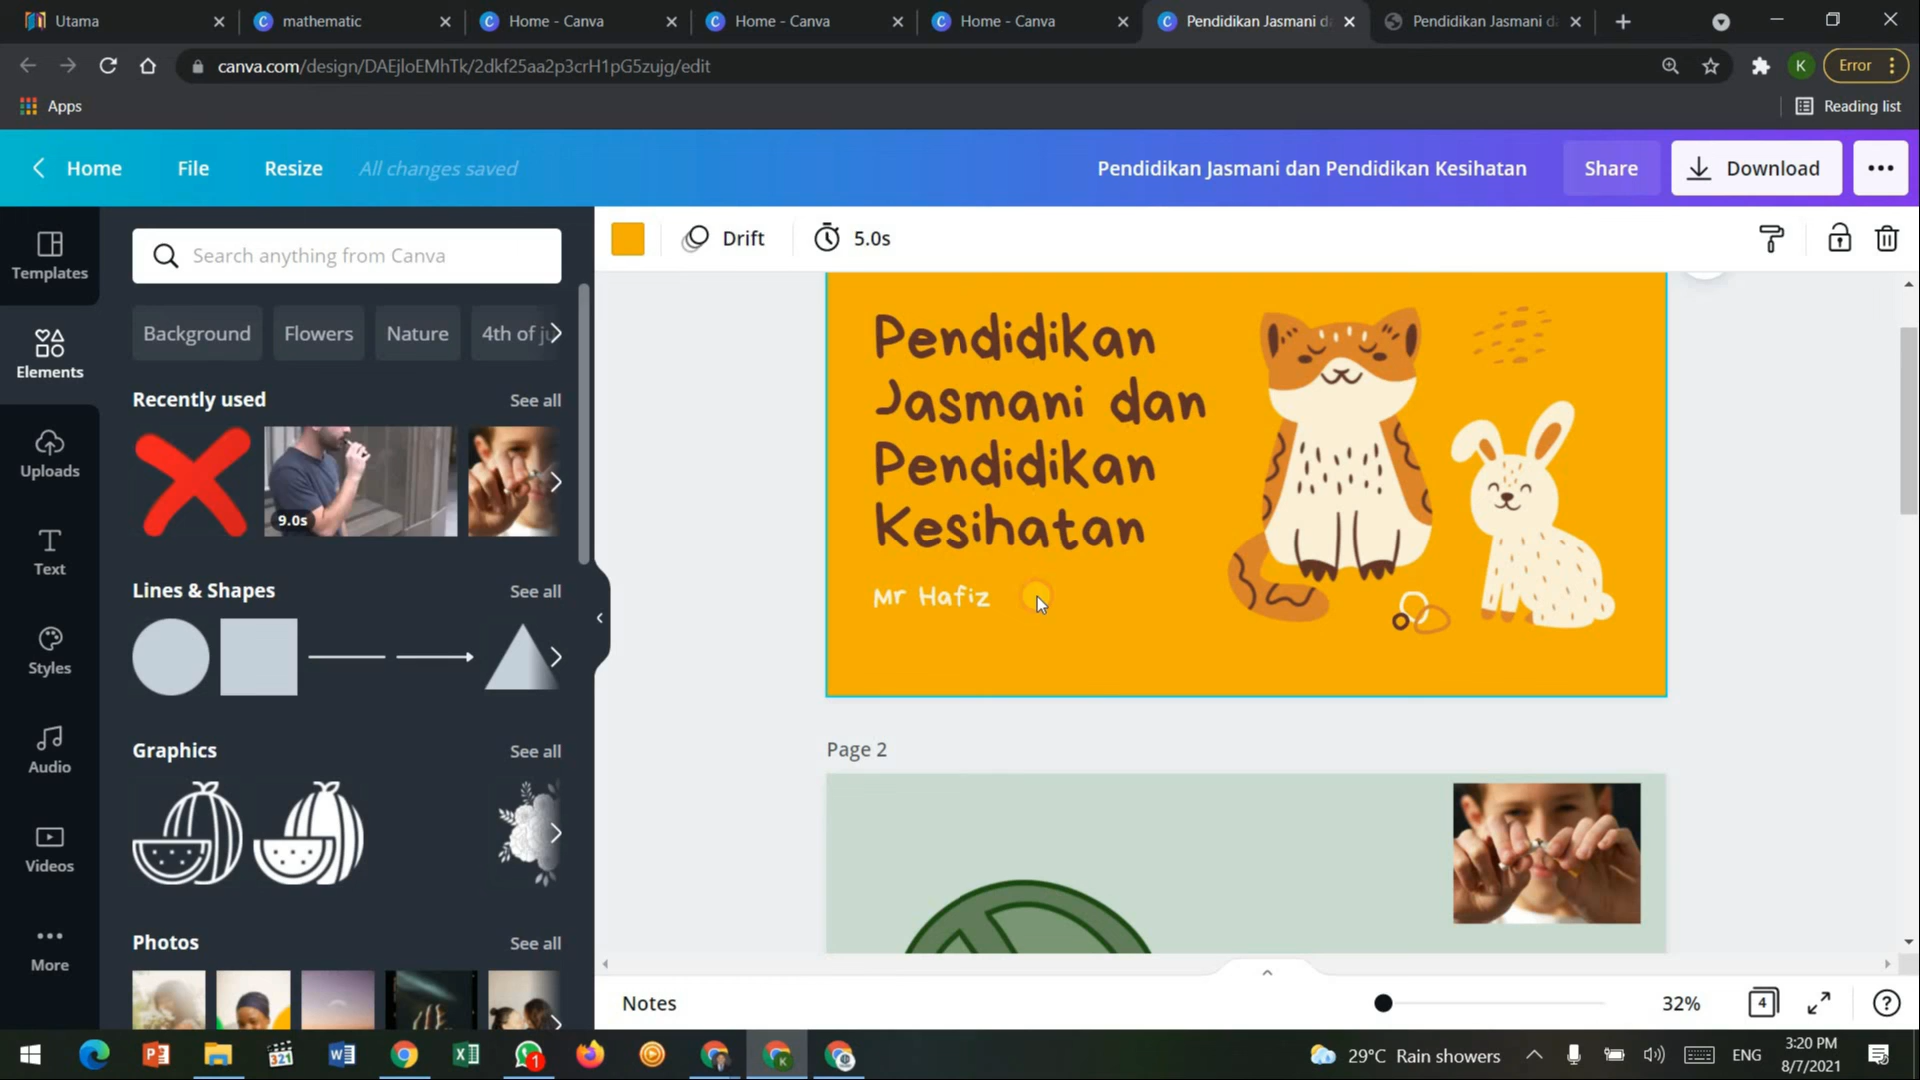 Utama
mathematic
Home - Canva
Home - Canva
Home - Canva
Pendidikan Jasmani d
Pendidikan Jasmani d
canva.com/design/DAEjloEMhTk/2dkf25aa2p3crH1pG5zujg/edit
K
Error
Apps
Reading list
Home
File
Resize
All changes saved
Pendidikan Jasmani dan Pendidikan Kesihatan
Share
Download
Templates
Elements
Uploads
Text
Styles
Audio
Videos
More
Search anything from Canva
Background
Flowers
Nature
4th of ju
Recently used
See all
9.0s
Lines & Shapes
See all
Graphics
See all
Photos
See all
Drift
5.0s
Pendidikan
Jasmani dan
Pendidikan
Kesihatan
Mr Hafiz
Page 2
Notes
32%
4
29°C Rain showers
ENG
3:20 PM
8/7/2021